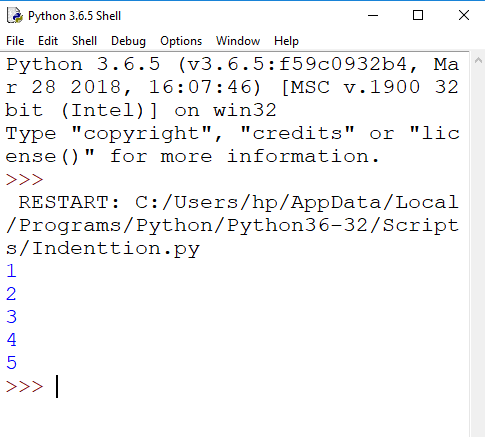 Python 3.6.5 Shell
File Edit Shell Debug Options Window Help
Python 3.6.5 (v3.6.5:f59c0932b4, Ma
r 28 2018, 16:07:46) [MSC v.1900 32
bit (Intel)] on win32
Type "copyright", "credits" or "lic
ense()" for more information.
>>>
 RESTART: C:/Users/hp/AppData/Local
/Programs/Python/Python36-32/Script
s/Indenttion.py
1
2
3
4
5
>>>